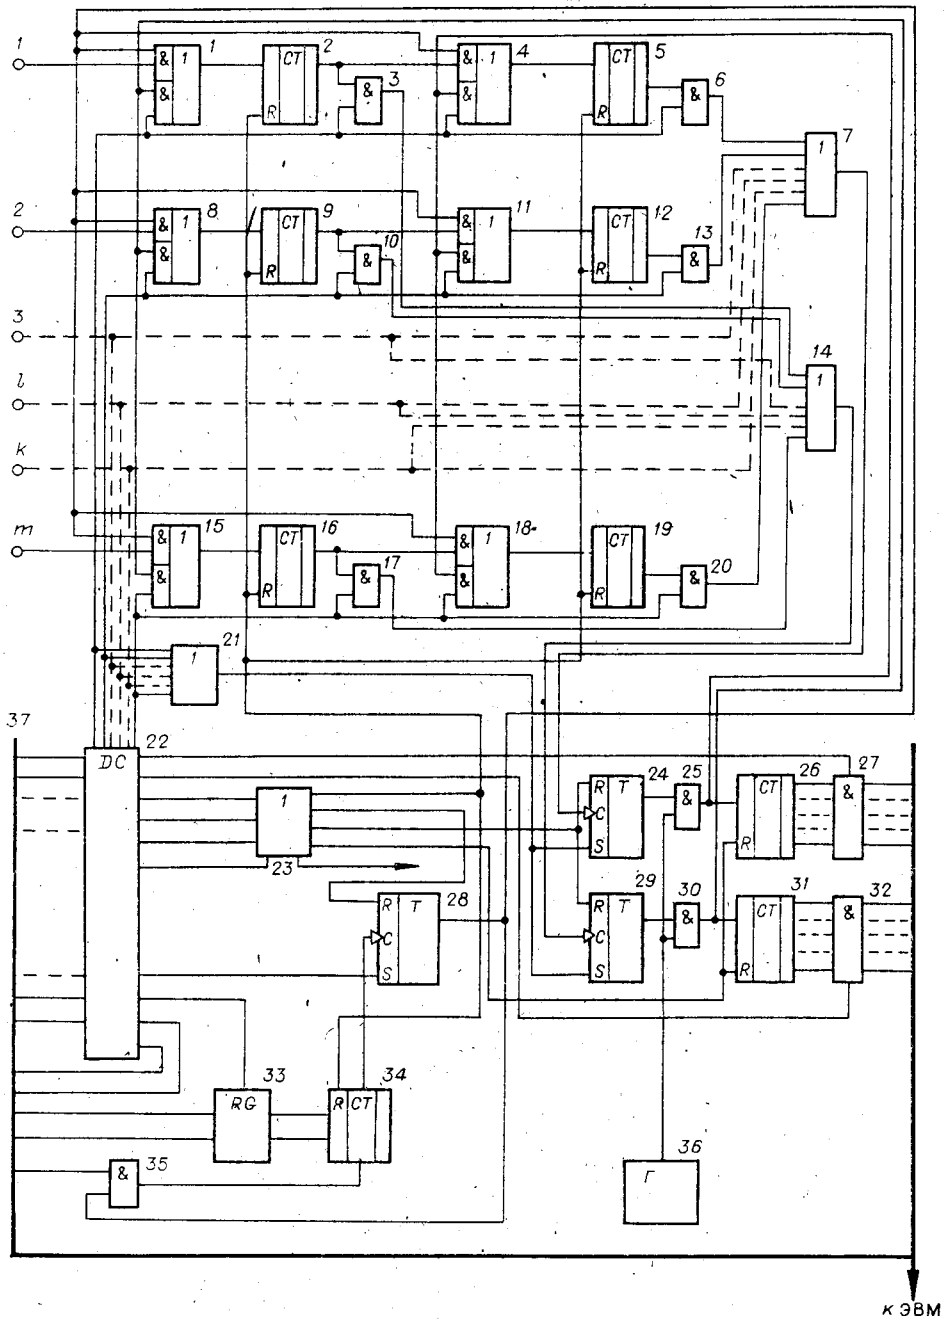 1 1 2 4 5
& 1 CT & 1 CT & 6
& 3 &
& R & R
7
1
2 8 9 11 12
& 1 CT & 1 CT 13
& 10 &
& R & R &
3
14
1
l
k
m 15 16 18 19
& 1 CT & 1 CT
& 17 & 20
& R & R &
21
1
37 22
DC 24 25 26 27
1 R T & CT &
C
23 S R
28 29 30 31 32
R T R T & CT &
C C
S S R
33 34
RG R CT
35 36
& Г
к ЭВМ